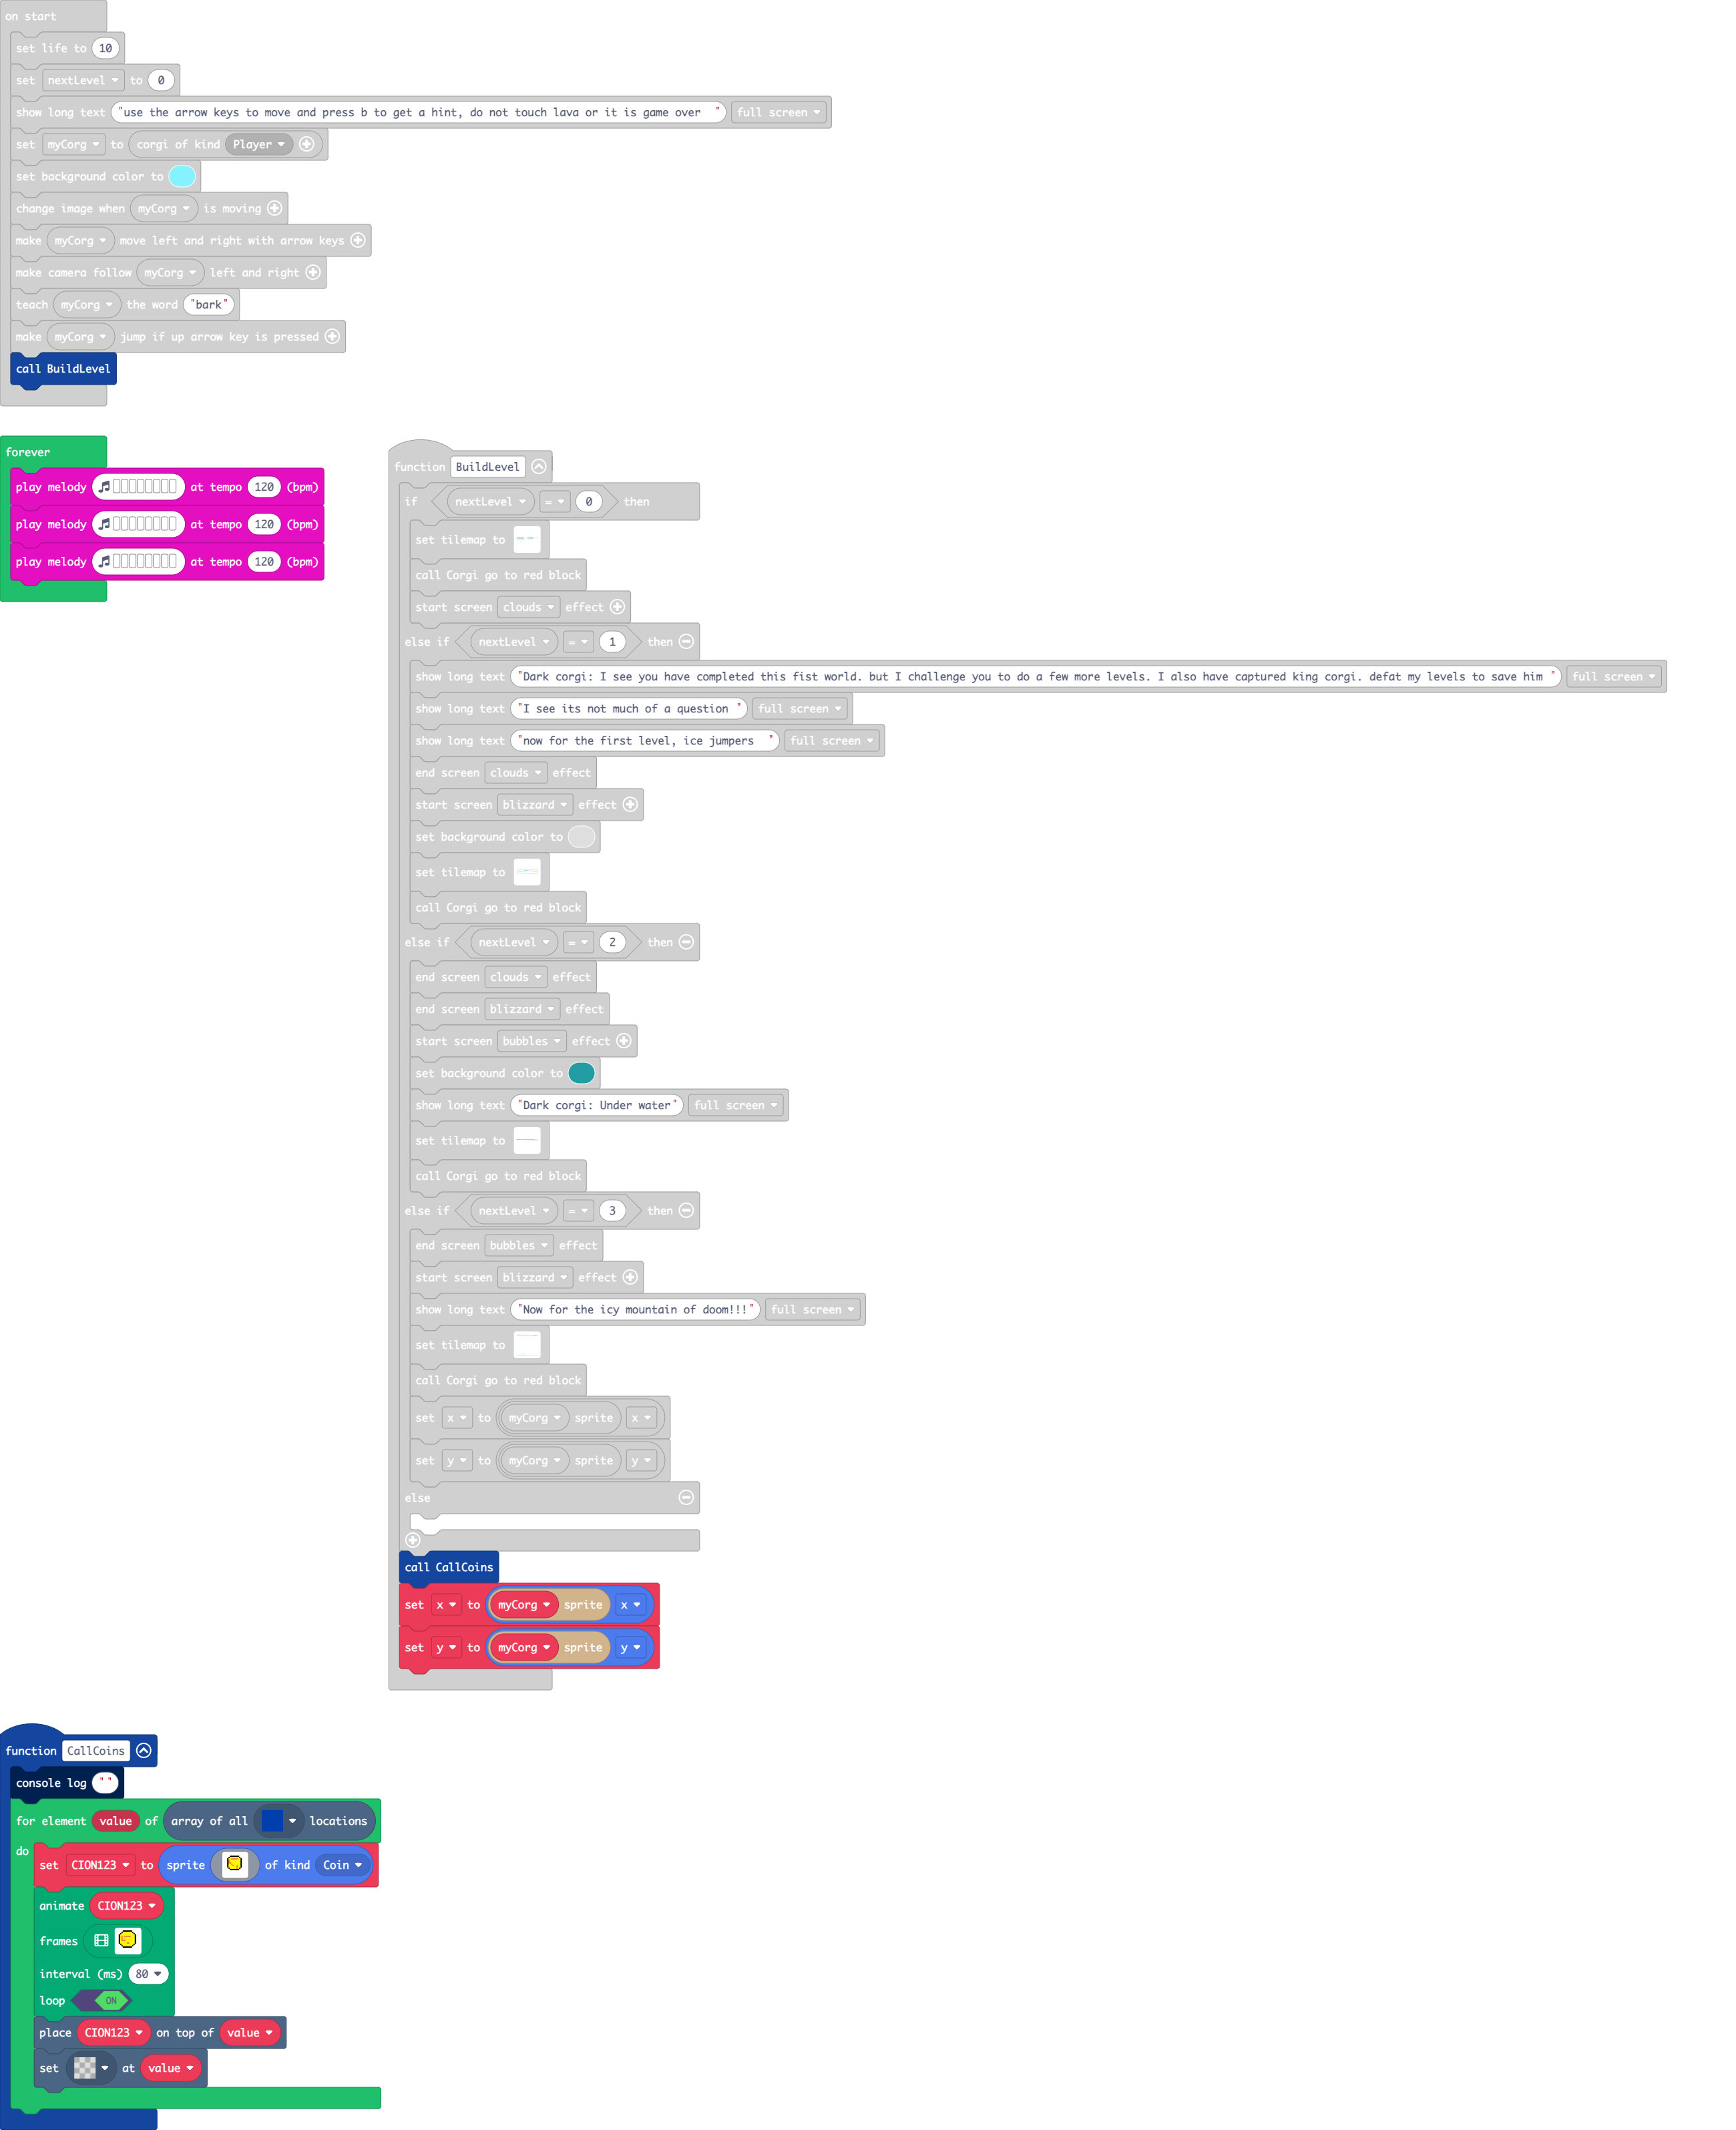 on start
set life to 10
set nextLevel to 0
show long text "use the arrow keys to move and press b to get a hint, do not touch lava or it is game over " full screen
set myCorg to corgi of kind Player
set background color to
change image when myCorg is moving
make myCorg move left and right with arrow keys
make camera follow myCorg left and right
teach myCorg the word "bark"
make myCorg jump if up arrow key is pressed
call BuildLevel
forever
play melody at tempo 120 (bpm)
play melody at tempo 120 (bpm)
play melody at tempo 120 (bpm)
function BuildLevel
if nextLevel = 0 then
set tilemap to
call Corgi go to red block
start screen clouds effect
else if nextLevel = 1 then
show long text "Dark corgi: I see you have completed this fist world. but I challenge you to do a few more levels. I also have captured king corgi. defat my levels to save him " full screen
show long text "I see its not much of a question " full screen
show long text "now for the first level, ice jumpers " full screen
end screen clouds effect
start screen blizzard effect
set background color to
set tilemap to
call Corgi go to red block
else if nextLevel = 2 then
end screen clouds effect
end screen blizzard effect
start screen bubbles effect
set background color to
show long text "Dark corgi: Under water" full screen
set tilemap to
call Corgi go to red block
else if nextLevel = 3 then
end screen bubbles effect
start screen blizzard effect
show long text "Now for the icy mountain of doom!!!" full screen
set tilemap to
call Corgi go to red block
set x to myCorg sprite x
set y to myCorg sprite y
else
call CallCoins
set x to myCorg sprite x
set y to myCorg sprite y
function CallCoins
console log " "
for element value of array of all locations
do
set CION123 to sprite of kind Coin
animate CION123
frames
interval (ms) 80
loop ON
place CION123 on top of value
set at value